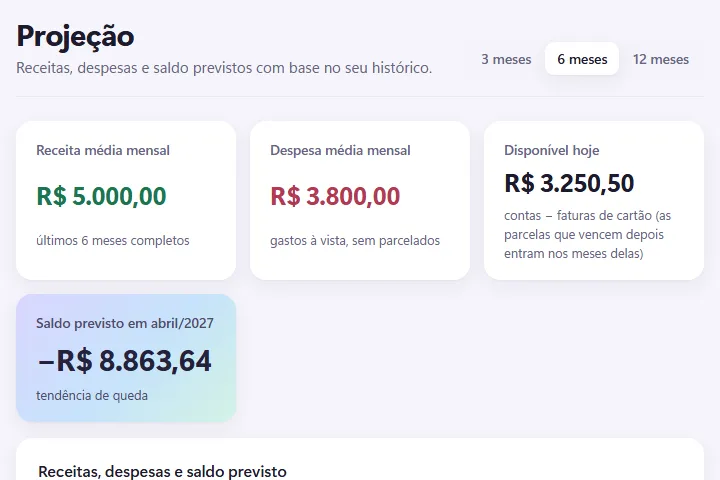 Projeção
Receitas, despesas e saldo previstos com base no seu histórico.
3 meses
6 meses
12 meses
Receita média mensal
R$ 5.000,00
últimos 6 meses completos
Despesa média mensal
R$ 3.800,00
gastos à vista, sem parcelados
Disponível hoje
R$ 3.250,50
contas − faturas de cartão (as
parcelas que vencem depois
entram nos meses delas)
Saldo previsto em abril/2027
−R$ 8.863,64
tendência de queda
Receitas, despesas e saldo previsto